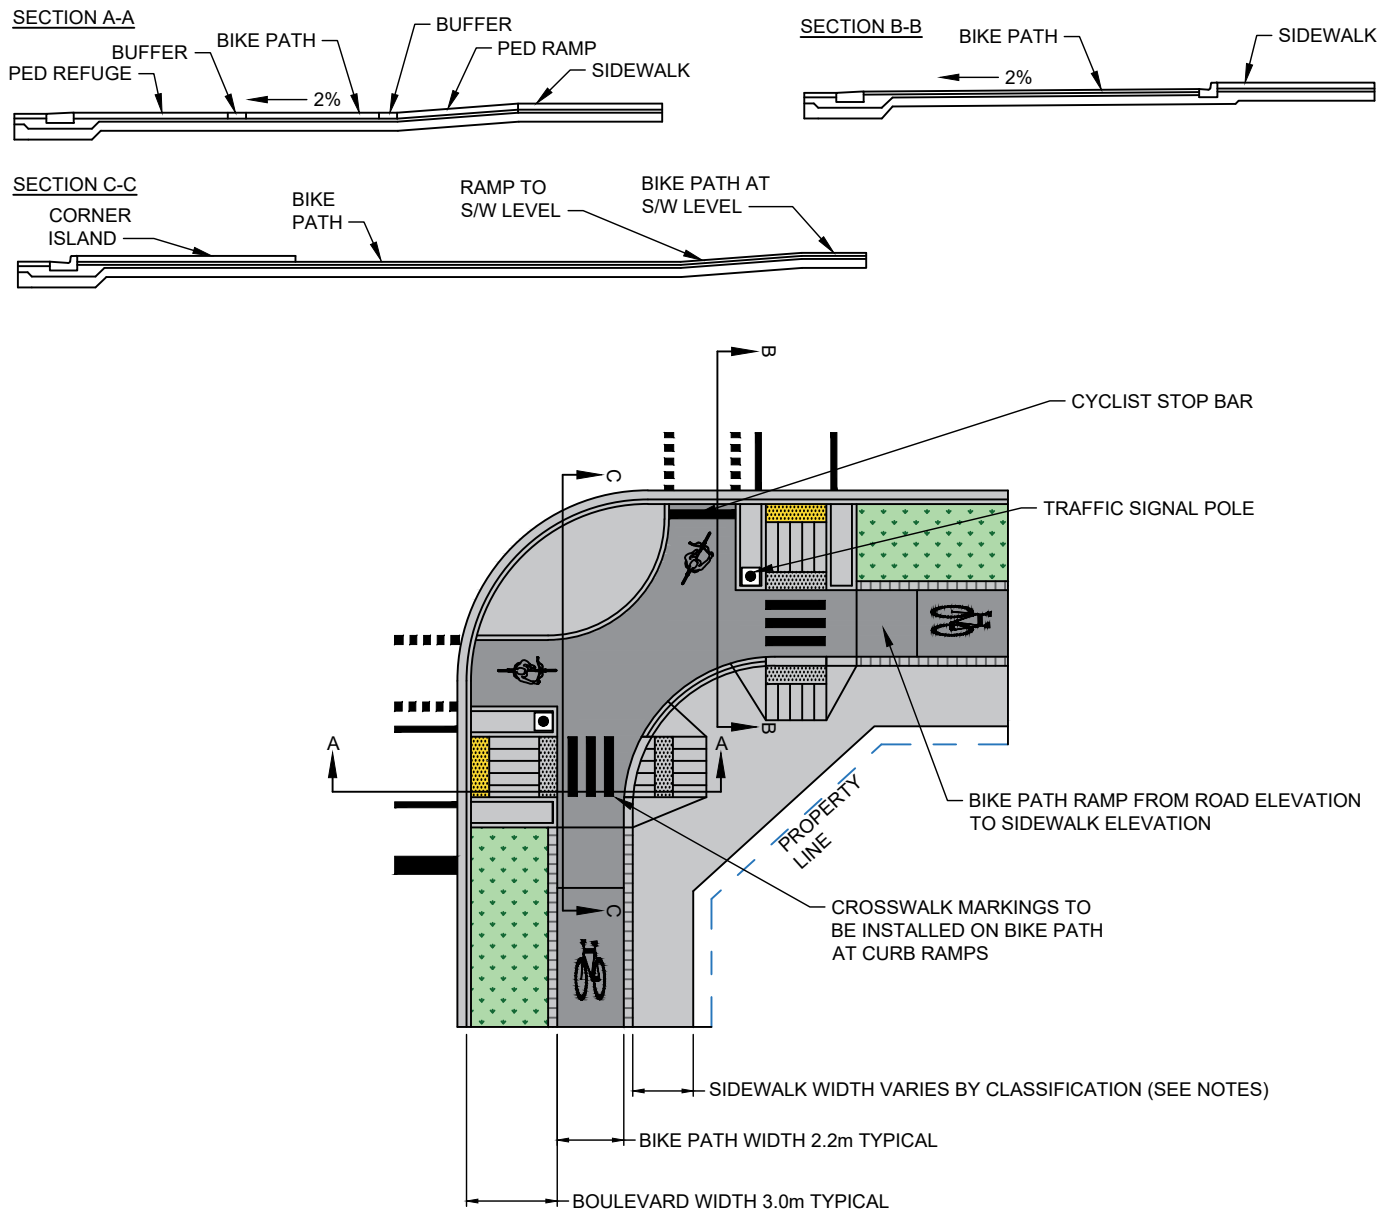 SECTION A-A
BUFFER
BIKE PATH
BUFFER
PED RAMP
PED REFUGE
SIDEWALK
2%
SECTION B-B
BIKE PATH
SIDEWALK
2%
SECTION C-C
CORNER
ISLAND
BIKE
PATH
RAMP TO
S/W LEVEL
BIKE PATH AT
S/W LEVEL
B
CYCLIST STOP BAR
C
TRAFFIC SIGNAL POLE
B
A
A
BIKE PATH RAMP FROM ROAD ELEVATION
TO SIDEWALK ELEVATION
PROPERTY
LINE
C
CROSSWALK MARKINGS TO
BE INSTALLED ON BIKE PATH
AT CURB RAMPS
SIDEWALK WIDTH VARIES BY CLASSIFICATION (SEE NOTES)
BIKE PATH WIDTH 2.2m TYPICAL
BOULEVARD WIDTH 3.0m TYPICAL